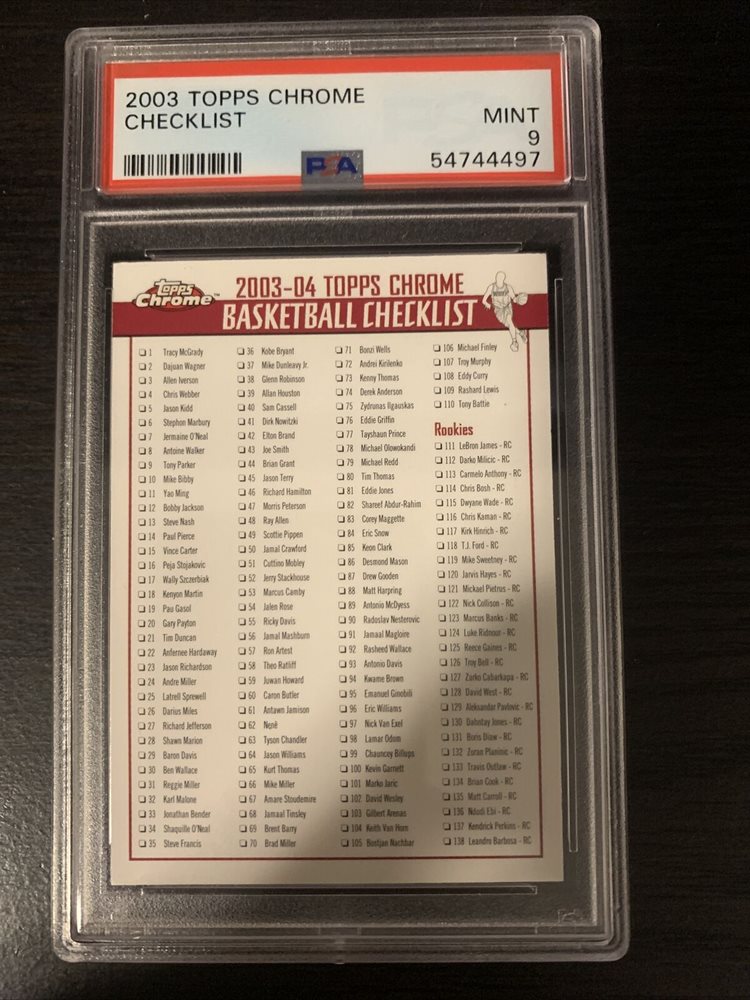 2003 TOPPS CHROME
CHECKLIST
MINT
9
54744497
PSA
Topps Chrome™
2003-04 TOPPS CHROME
BASKETBALL CHECKLIST
1 Tracy McGrady
2 Dajuan Wagner
3 Allen Iverson
4 Chris Webber
5 Jason Kidd
6 Stephon Marbury
7 Jermaine O'Neal
8 Antoine Walker
9 Tony Parker
10 Mike Bibby
11 Yao Ming
12 Bobby Jackson
13 Steve Nash
14 Paul Pierce
15 Vince Carter
16 Peja Stojakovic
17 Wally Szczerbiak
18 Kenyon Martin
19 Pau Gasol
20 Gary Payton
21 Tim Duncan
22 Anfernee Hardaway
23 Jason Richardson
24 Andre Miller
25 Latrell Sprewell
26 Darius Miles
27 Richard Jefferson
28 Shawn Marion
29 Baron Davis
30 Ben Wallace
31 Reggie Miller
32 Karl Malone
33 Jonathan Bender
34 Shaquille O'Neal
35 Steve Francis
36 Kobe Bryant
37 Mike Dunleavy Jr.
38 Glenn Robinson
39 Allan Houston
40 Sam Cassell
41 Dirk Nowitzki
42 Elton Brand
43 Joe Smith
44 Brian Grant
45 Jason Terry
46 Richard Hamilton
47 Morris Peterson
48 Ray Allen
49 Scottie Pippen
50 Jamal Crawford
51 Cuttino Mobley
52 Jerry Stackhouse
53 Marcus Camby
54 Jalen Rose
55 Ricky Davis
56 Jamal Mashburn
57 Ron Artest
58 Theo Ratliff
59 Juwan Howard
60 Caron Butler
61 Antawn Jamison
62 Nenê
63 Tyson Chandler
64 Jason Williams
65 Kurt Thomas
66 Mike Miller
67 Amare Stoudemire
68 Jamaal Tinsley
69 Brent Barry
70 Brad Miller
71 Bonzi Wells
72 Andrei Kirilenko
73 Kenny Thomas
74 Derek Anderson
75 Zydrunas Ilgauskas
76 Eddie Griffin
77 Tayshaun Prince
78 Michael Olowokandi
79 Michael Redd
80 Tim Thomas
81 Eddie Jones
82 Shareef Abdur-Rahim
83 Corey Maggette
84 Eric Snow
85 Keon Clark
86 Desmond Mason
87 Drew Gooden
88 Matt Harpring
89 Antonio McDyess
90 Radoslav Nesterovic
91 Jamaal Magloire
92 Rasheed Wallace
93 Antonio Davis
94 Kwame Brown
95 Emanuel Ginobili
96 Eric Williams
97 Nick Van Exel
98 Lamar Odom
99 Chauncey Billups
100 Kevin Garnett
101 Marko Jaric
102 David Wesley
103 Gilbert Arenas
104 Keith Van Horn
105 Bostjan Nachbar
106 Michael Finley
107 Troy Murphy
108 Eddy Curry
109 Rashard Lewis
110 Tony Battie
Rookies
111 LeBron James - RC
112 Darko Milicic - RC
113 Carmelo Anthony - RC
114 Chris Bosh - RC
115 Dwyane Wade - RC
116 Chris Kaman - RC
117 Kirk Hinrich - RC
118 T.J. Ford - RC
119 Mike Sweetney - RC
120 Jarvis Hayes - RC
121 Mickael Pietrus - RC
122 Nick Collison - RC
123 Marcus Banks - RC
124 Luke Ridnour - RC
125 Reece Gaines - RC
126 Troy Bell - RC
127 Zarko Cabarkapa - RC
128 David West - RC
129 Aleksandar Pavlovic - RC
130 Dahntay Jones - RC
131 Boris Diaw - RC
132 Zoran Planinic - RC
133 Travis Outlaw - RC
134 Brian Cook - RC
135 Matt Carroll - RC
136 Ndudi Ebi - RC
137 Kendrick Perkins - RC
138 Leandro Barbosa - RC